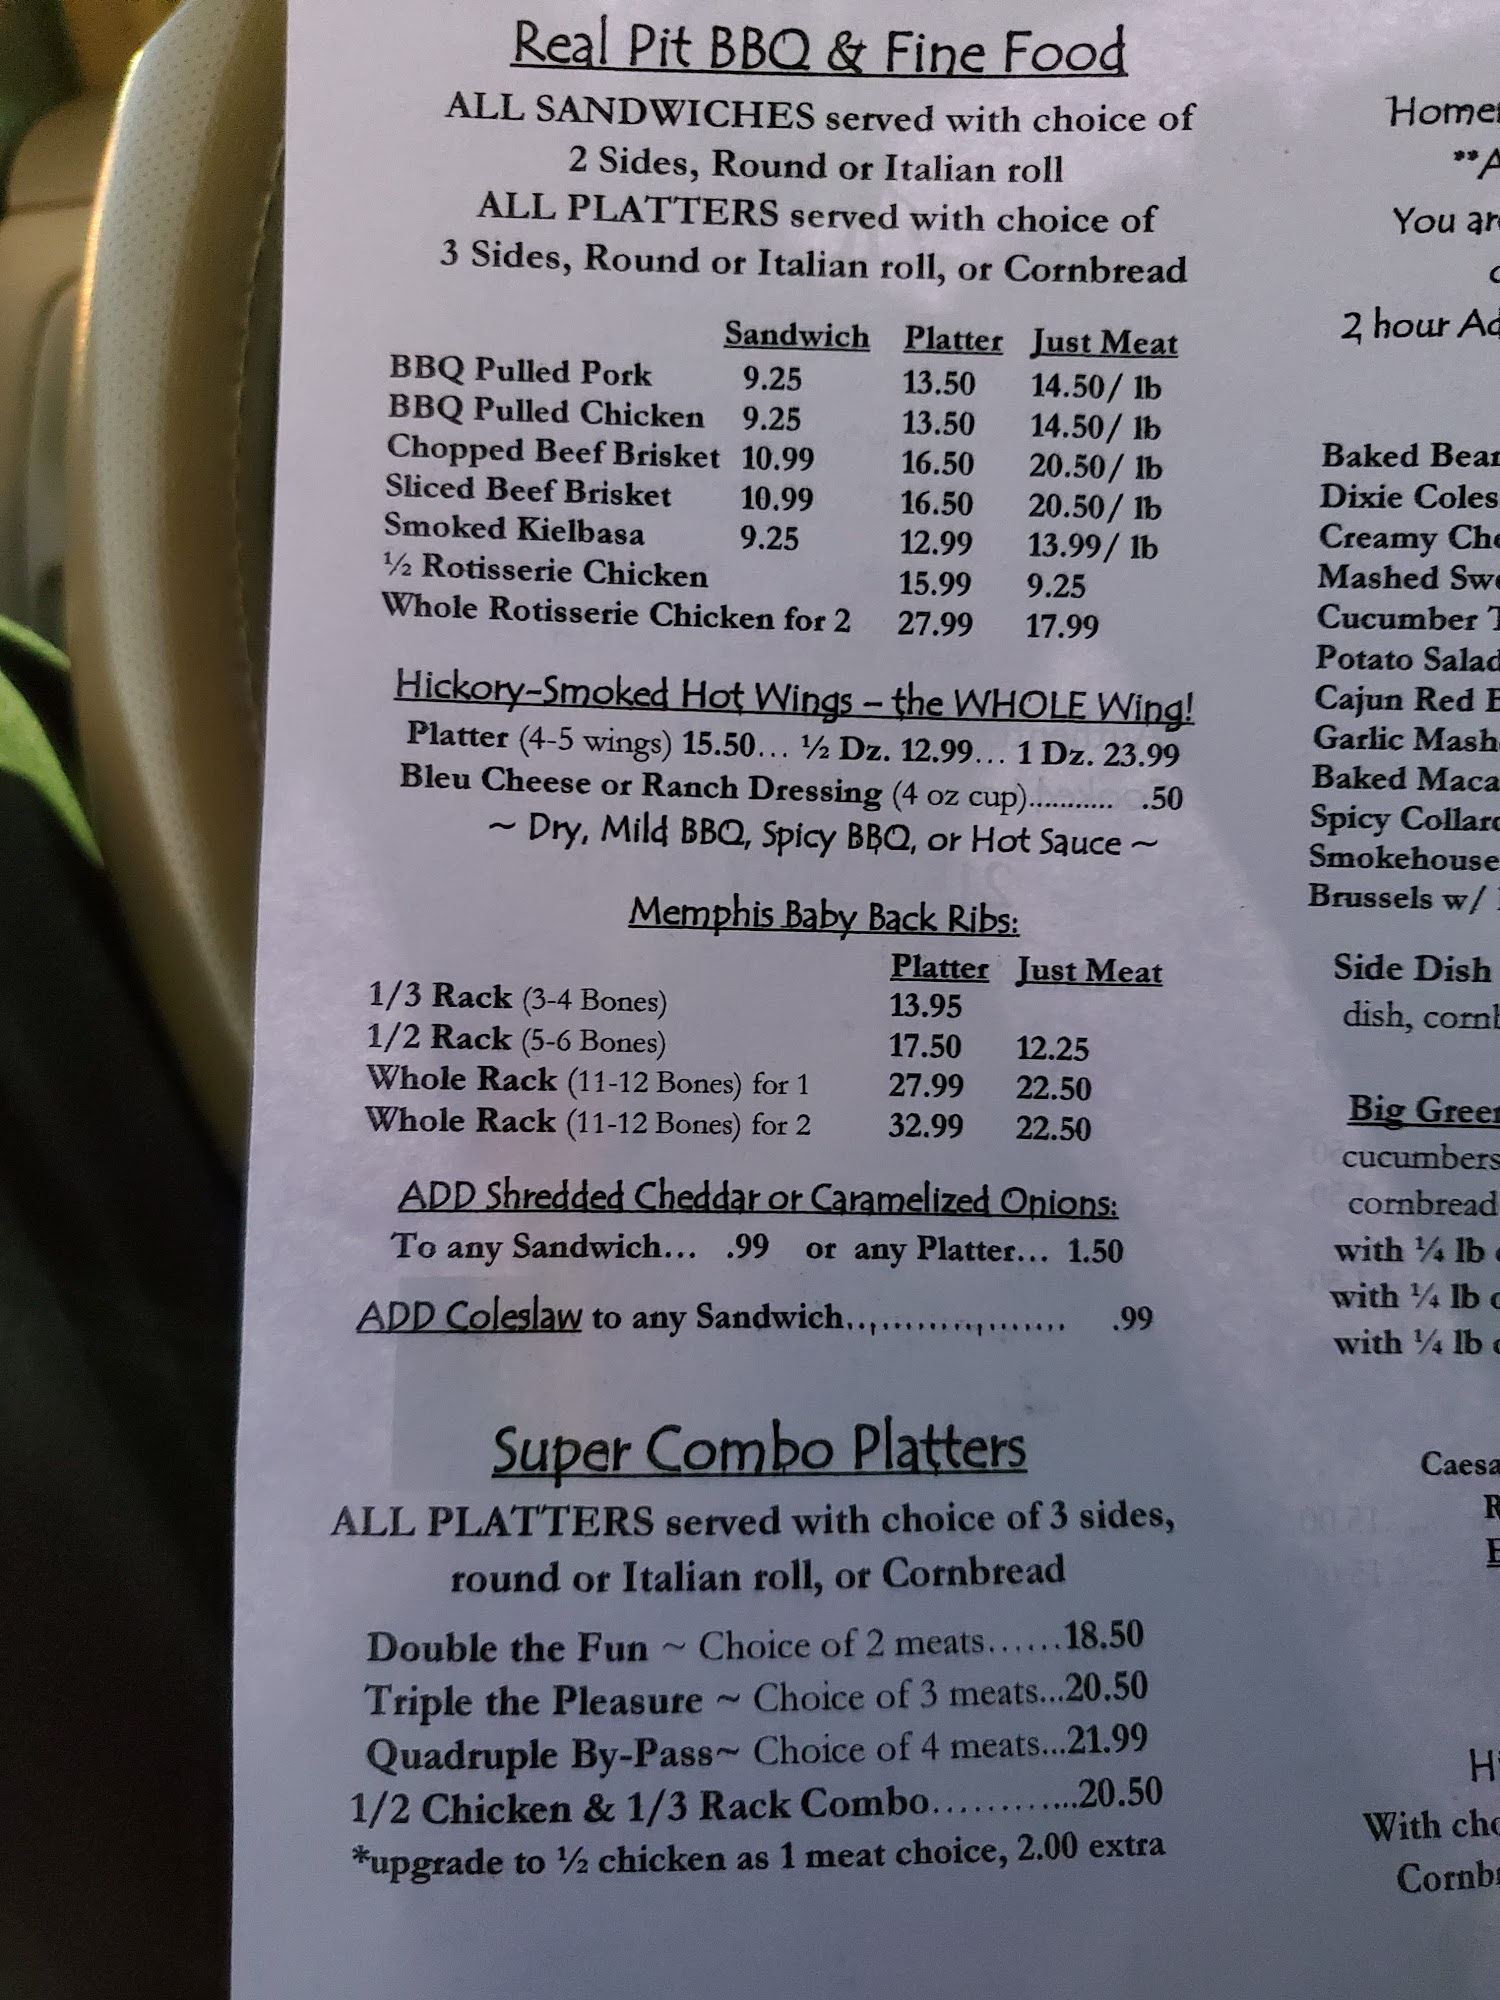 Real Pit BBQ & Fine Food
ALL SANDWICHES served with choice of
2 Sides, Round or Italian roll
ALL PLATTERS served with choice of
3 Sides, Round or Italian roll, or Cornbread
Sandwich Platter Just Meat
BBQ Pulled Pork 9.25 13.50 14.50/ lb
BBQ Pulled Chicken 9.25 13.50 14.50/ lb
Chopped Beef Brisket 10.99 16.50 20.50/ lb
Sliced Beef Brisket 10.99 16.50 20.50/ lb
Smoked Kielbasa 9.25 12.99 13.99/ lb
½ Rotisserie Chicken 15.99 9.25
Whole Rotisserie Chicken for 2 27.99 17.99
Hickory-Smoked Hot Wings – the WHOLE Wing!
Platter (4-5 wings) 15.50... ½ Dz. 12.99... 1 Dz. 23.99
Bleu Cheese or Ranch Dressing (4 oz cup)........... .50
~ Dry, Mild BBQ, Spicy BBQ, or Hot Sauce ~
Memphis Baby Back Ribs:
Platter Just Meat
1/3 Rack (3-4 Bones) 13.95
1/2 Rack (5-6 Bones) 17.50 12.25
Whole Rack (11-12 Bones) for 1 27.99 22.50
Whole Rack (11-12 Bones) for 2 32.99 22.50
ADD Shredded Cheddar or Caramelized Onions:
To any Sandwich... .99 or any Platter... 1.50
ADD Coleslaw to any Sandwich..,.........,....... .99
Super Combo Platters
ALL PLATTERS served with choice of 3 sides,
round or Italian roll, or Cornbread
Double the Fun ~ Choice of 2 meats......18.50
Triple the Pleasure ~ Choice of 3 meats...20.50
Quadruple By-Pass~ Choice of 4 meats...21.99
1/2 Chicken & 1/3 Rack Combo............20.50
*upgrade to ½ chicken as 1 meat choice, 2.00 extra
You
2 hour
Baked
Dixie
Creamy
Mashed
Cucumber
Potato Salad
Cajun Red
Garlic
Baked
Spicy
Smokehouse
Brussels w/
Side Dish
dish,
Big
cucumbers
cornbread
with ¼ lb
with ¼ lb
with ¼ lb
With